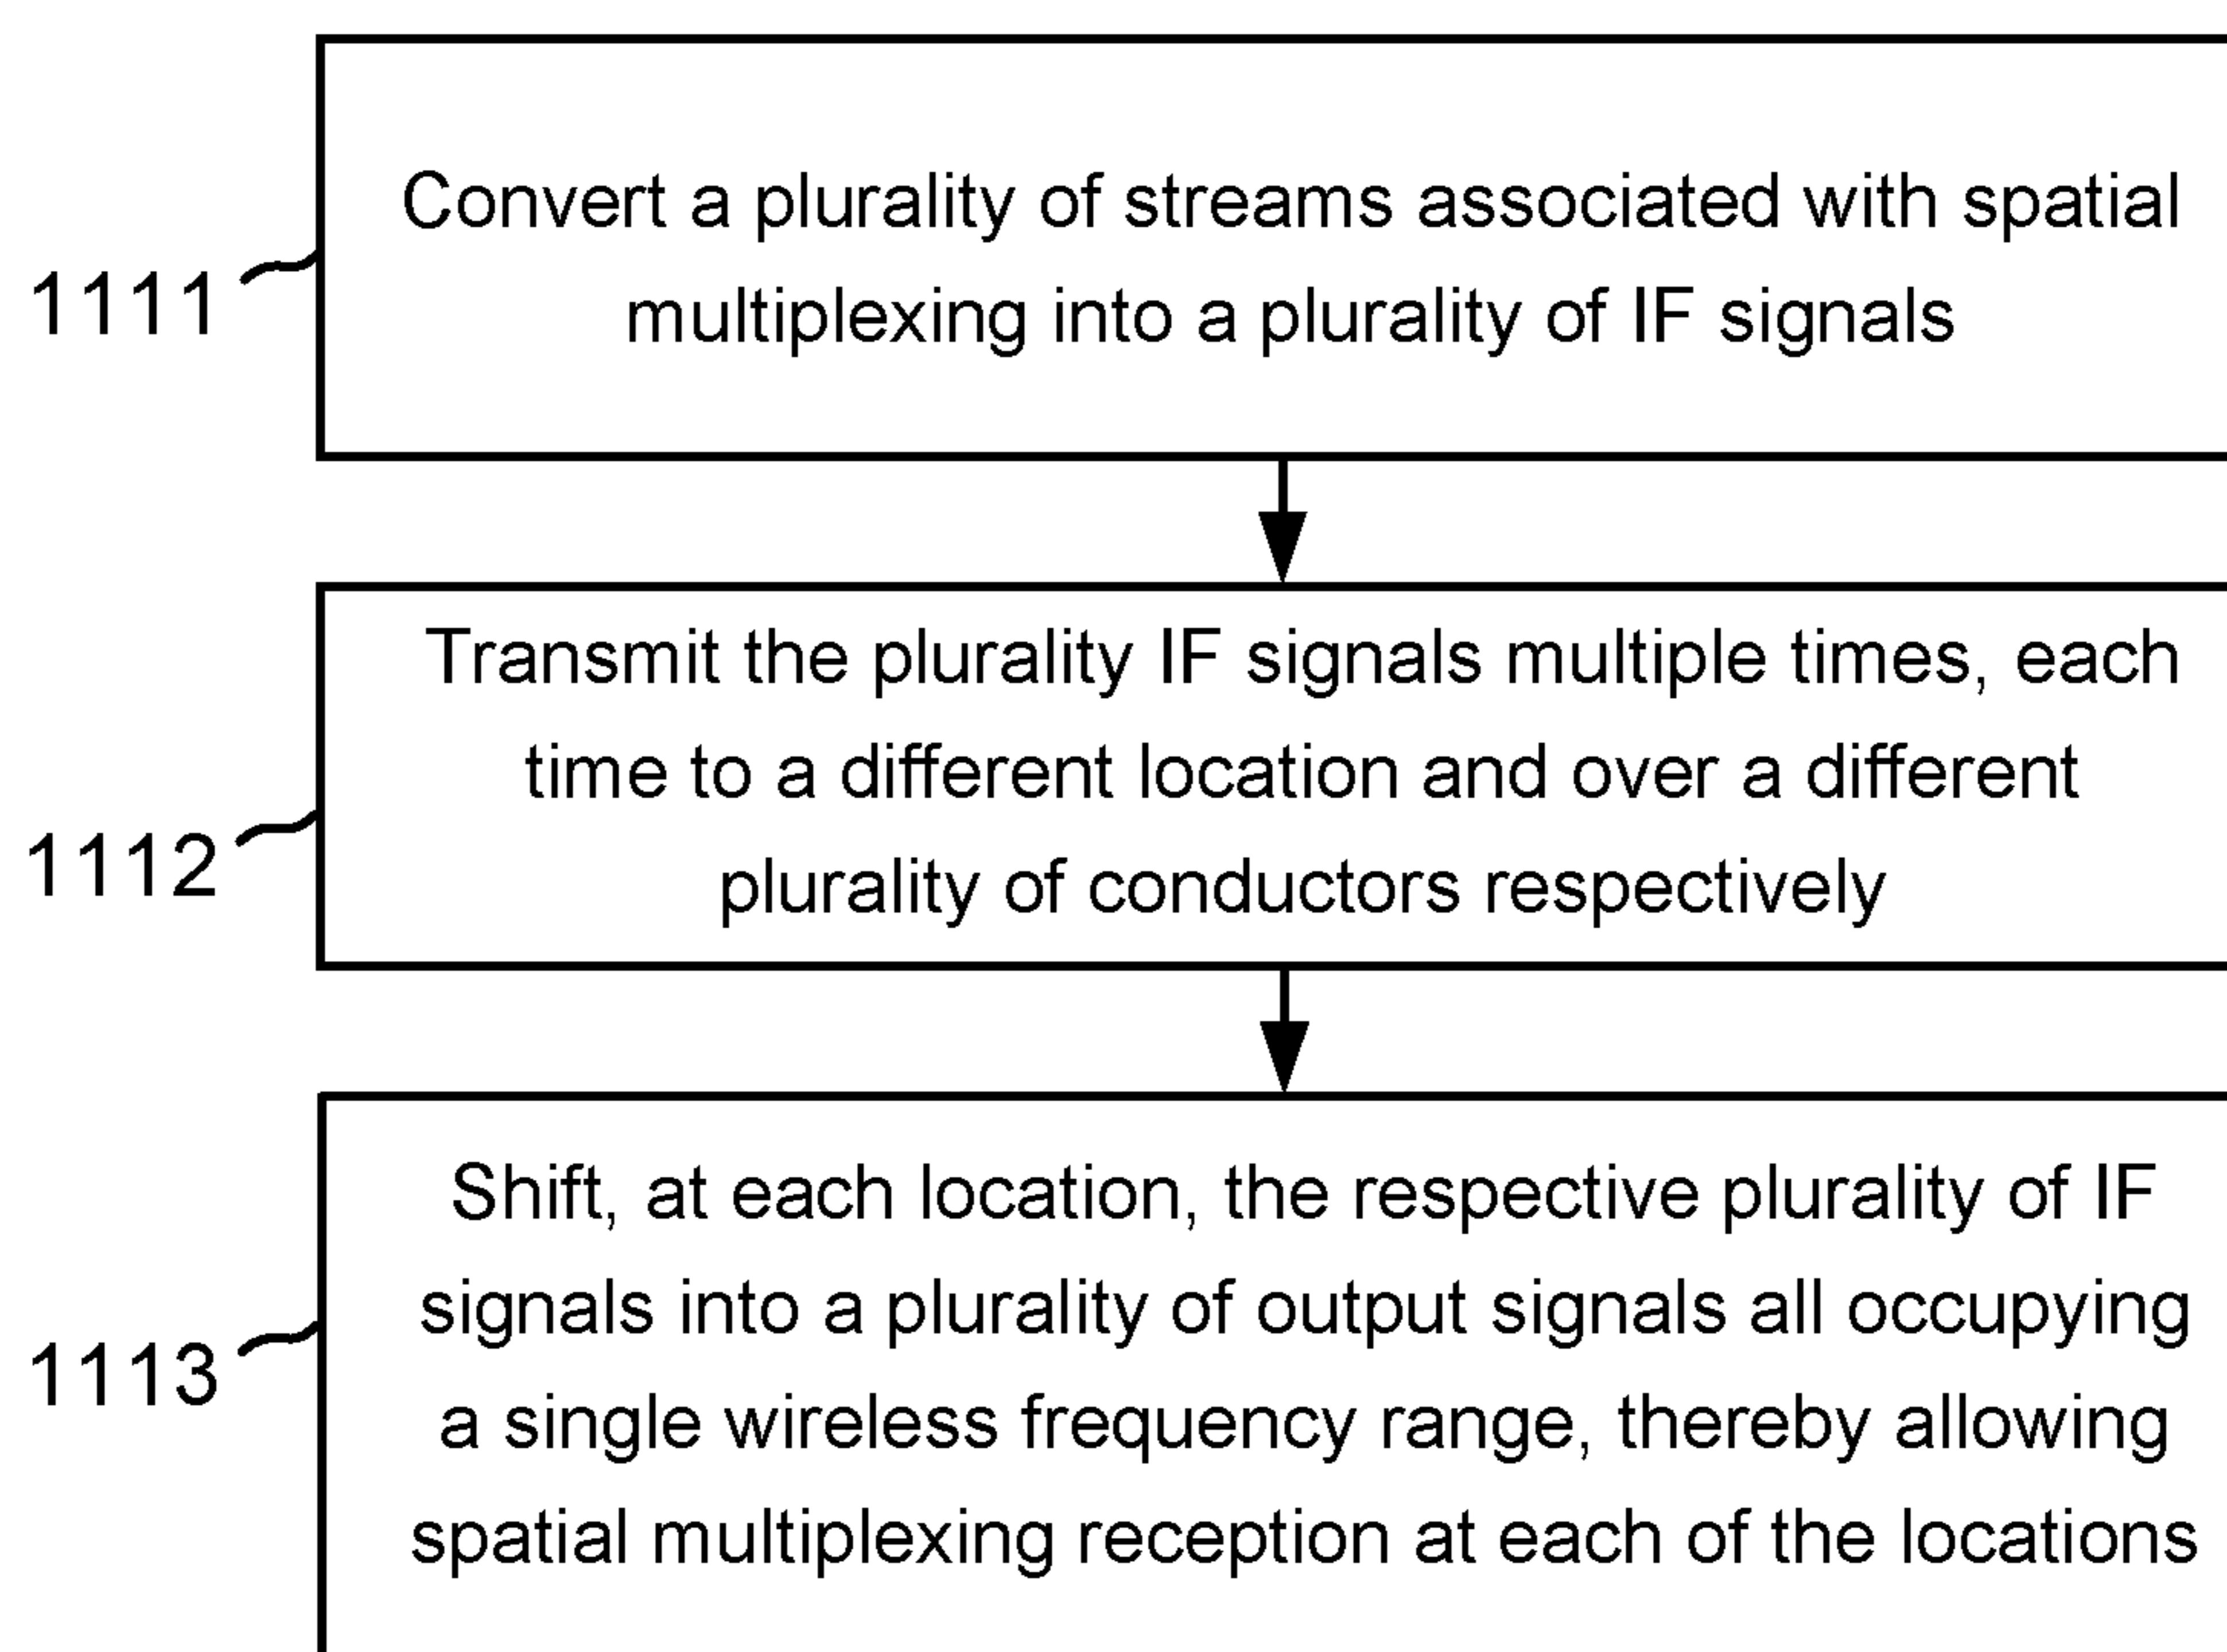 Convert a plurality of streams associated with spatial
multiplexing into a plurality of IF signals
1111
Transmit the plurality IF signals multiple times, each
time to a different location and over a different
plurality of conductors respectively
1112
Shift, at each location, the respective plurality of IF
signals into a plurality of output signals all occupying
a single wireless frequency range, thereby allowing
spatial multiplexing reception at each of the locations
1113